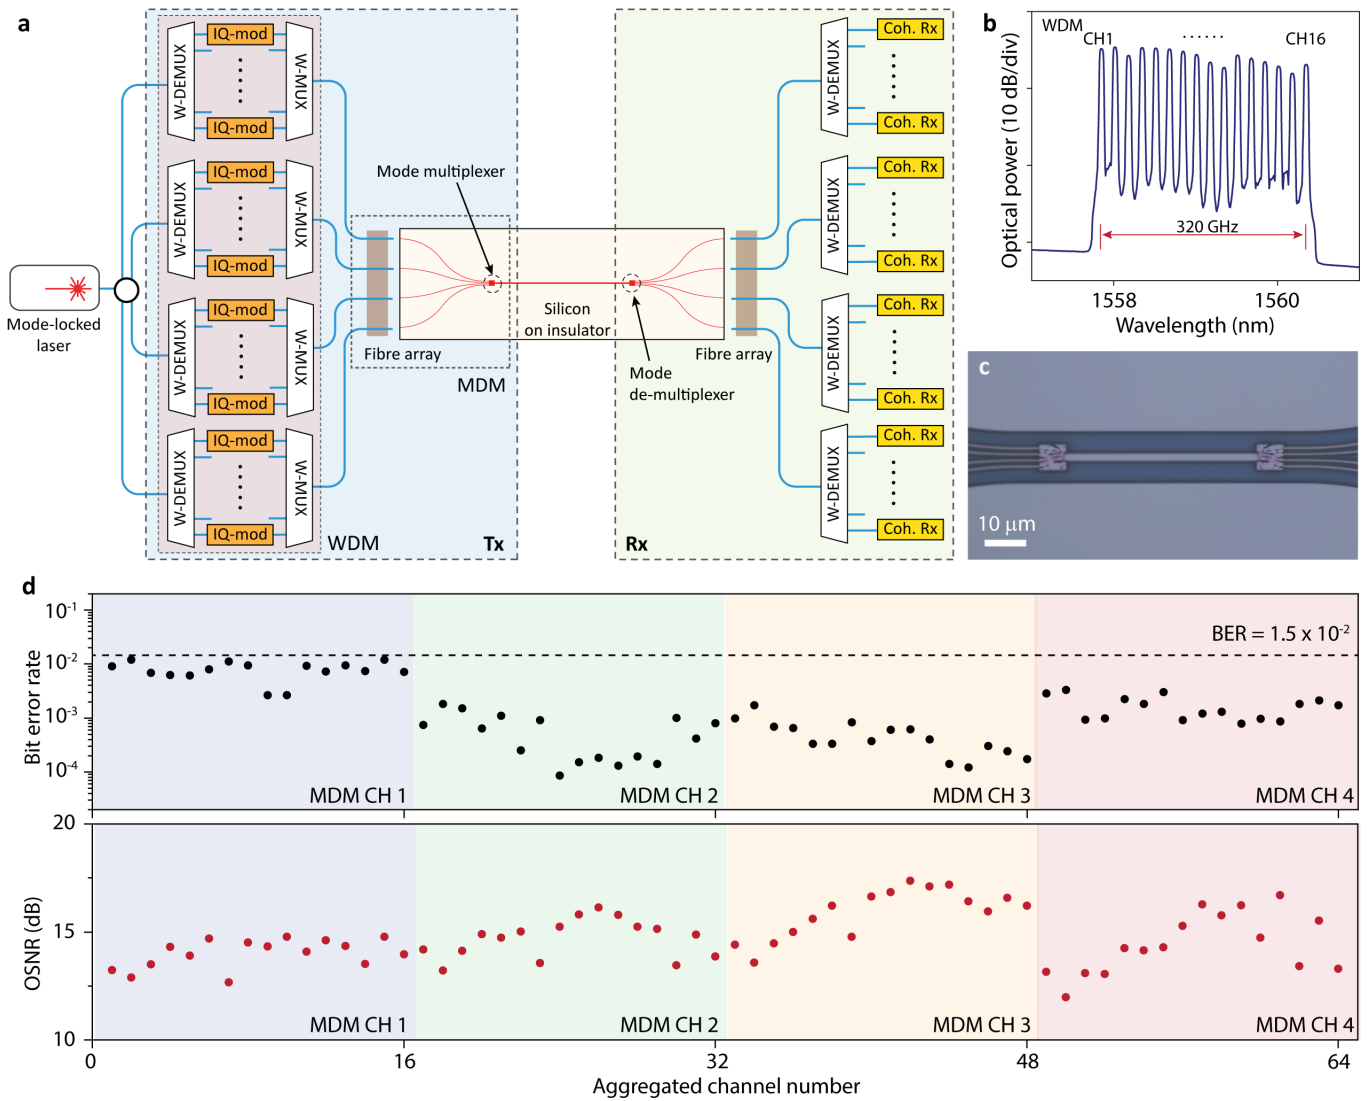 a
Mode-locked
laser
W-DEMUX
IQ-mod
IQ-mod
W-MUX
W-DEMUX
IQ-mod
IQ-mod
W-MUX
W-DEMUX
IQ-mod
IQ-mod
W-MUX
W-DEMUX
IQ-mod
IQ-mod
W-MUX
WDM
Tx
Mode multiplexer
Fibre array
MDM
Silicon
on insulator
Fibre array
Mode
de-multiplexer
Rx
W-DEMUX
Coh. Rx
Coh. Rx
W-DEMUX
Coh. Rx
Coh. Rx
W-DEMUX
Coh. Rx
Coh. Rx
W-DEMUX
Coh. Rx
Coh. Rx
b
WDM
CH1
......
CH16
320 GHz
Optical power (10 dB/div)
1558
1560
Wavelength (nm)
c
10 μm
d
Bit error rate
10⁻¹
10⁻²
10⁻³
10⁻⁴
BER = 1.5 x 10⁻²
MDM CH 1
MDM CH 2
MDM CH 3
MDM CH 4
OSNR (dB)
20
15
10
MDM CH 1
MDM CH 2
MDM CH 3
MDM CH 4
0
16
32
48
64
Aggregated channel number